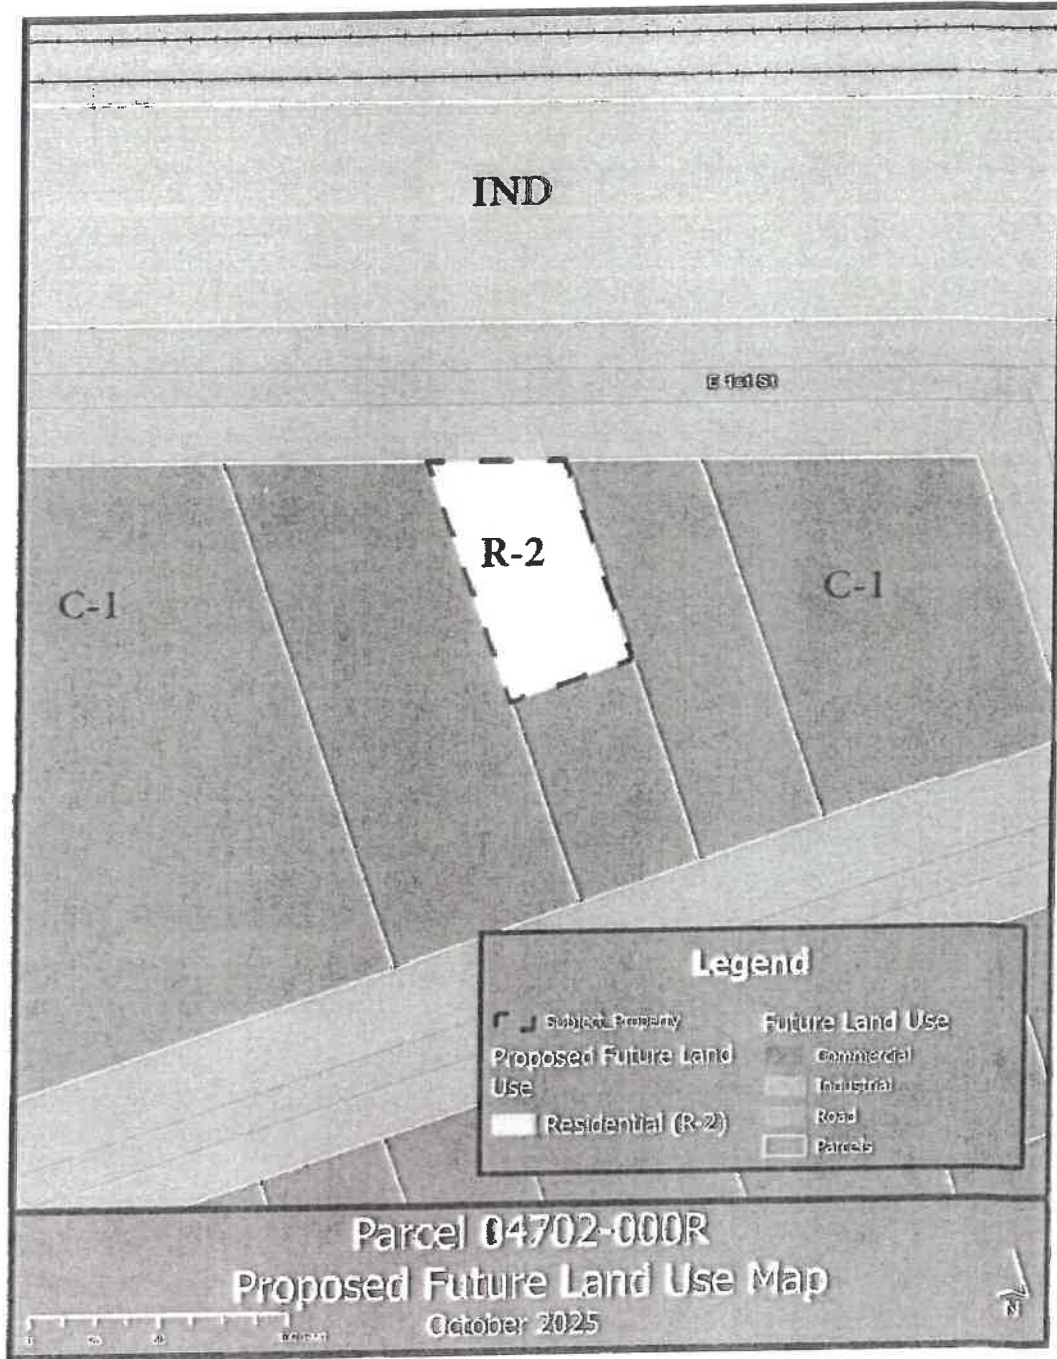 IND
E 1st St
R-2
C-1
C-1
Legend
Subject_Property
Proposed Future Land
Use
Residential (R-2)
Future Land Use
Commercial
Industrial
Road
Parcels
Parcel 04702-000R
Proposed Future Land Use Map
October 2025
N
0